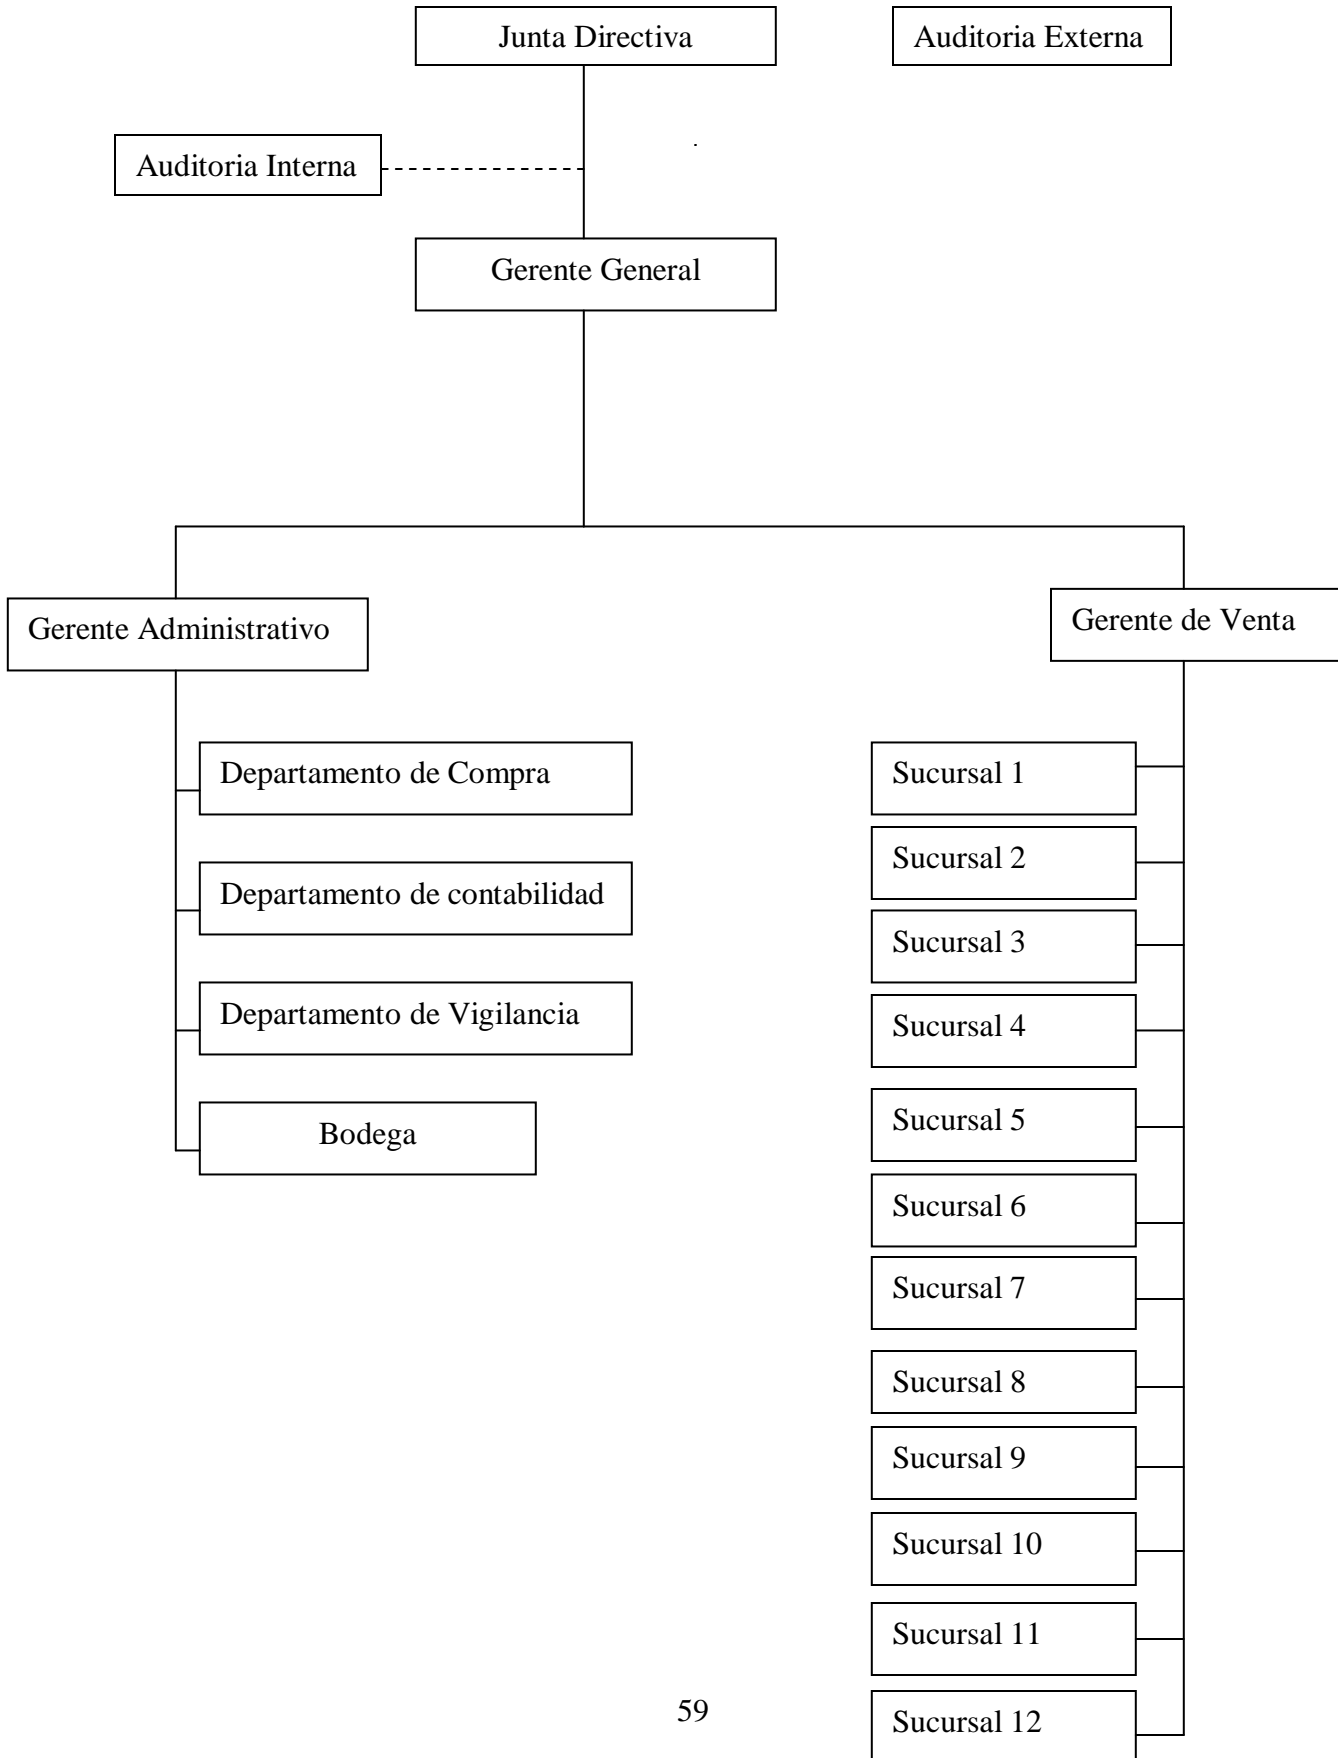 Junta Directiva
Auditoria Externa
Auditoria Interna
Gerente General
Gerente Administrativo
Gerente de Venta
Departamento de Compra
Departamento de contabilidad
Departamento de Vigilancia
Bodega
Sucursal 1
Sucursal 2
Sucursal 3
Sucursal 4
Sucursal 5
Sucursal 6
Sucursal 7
Sucursal 8
Sucursal 9
Sucursal 10
Sucursal 11
Sucursal 12
59